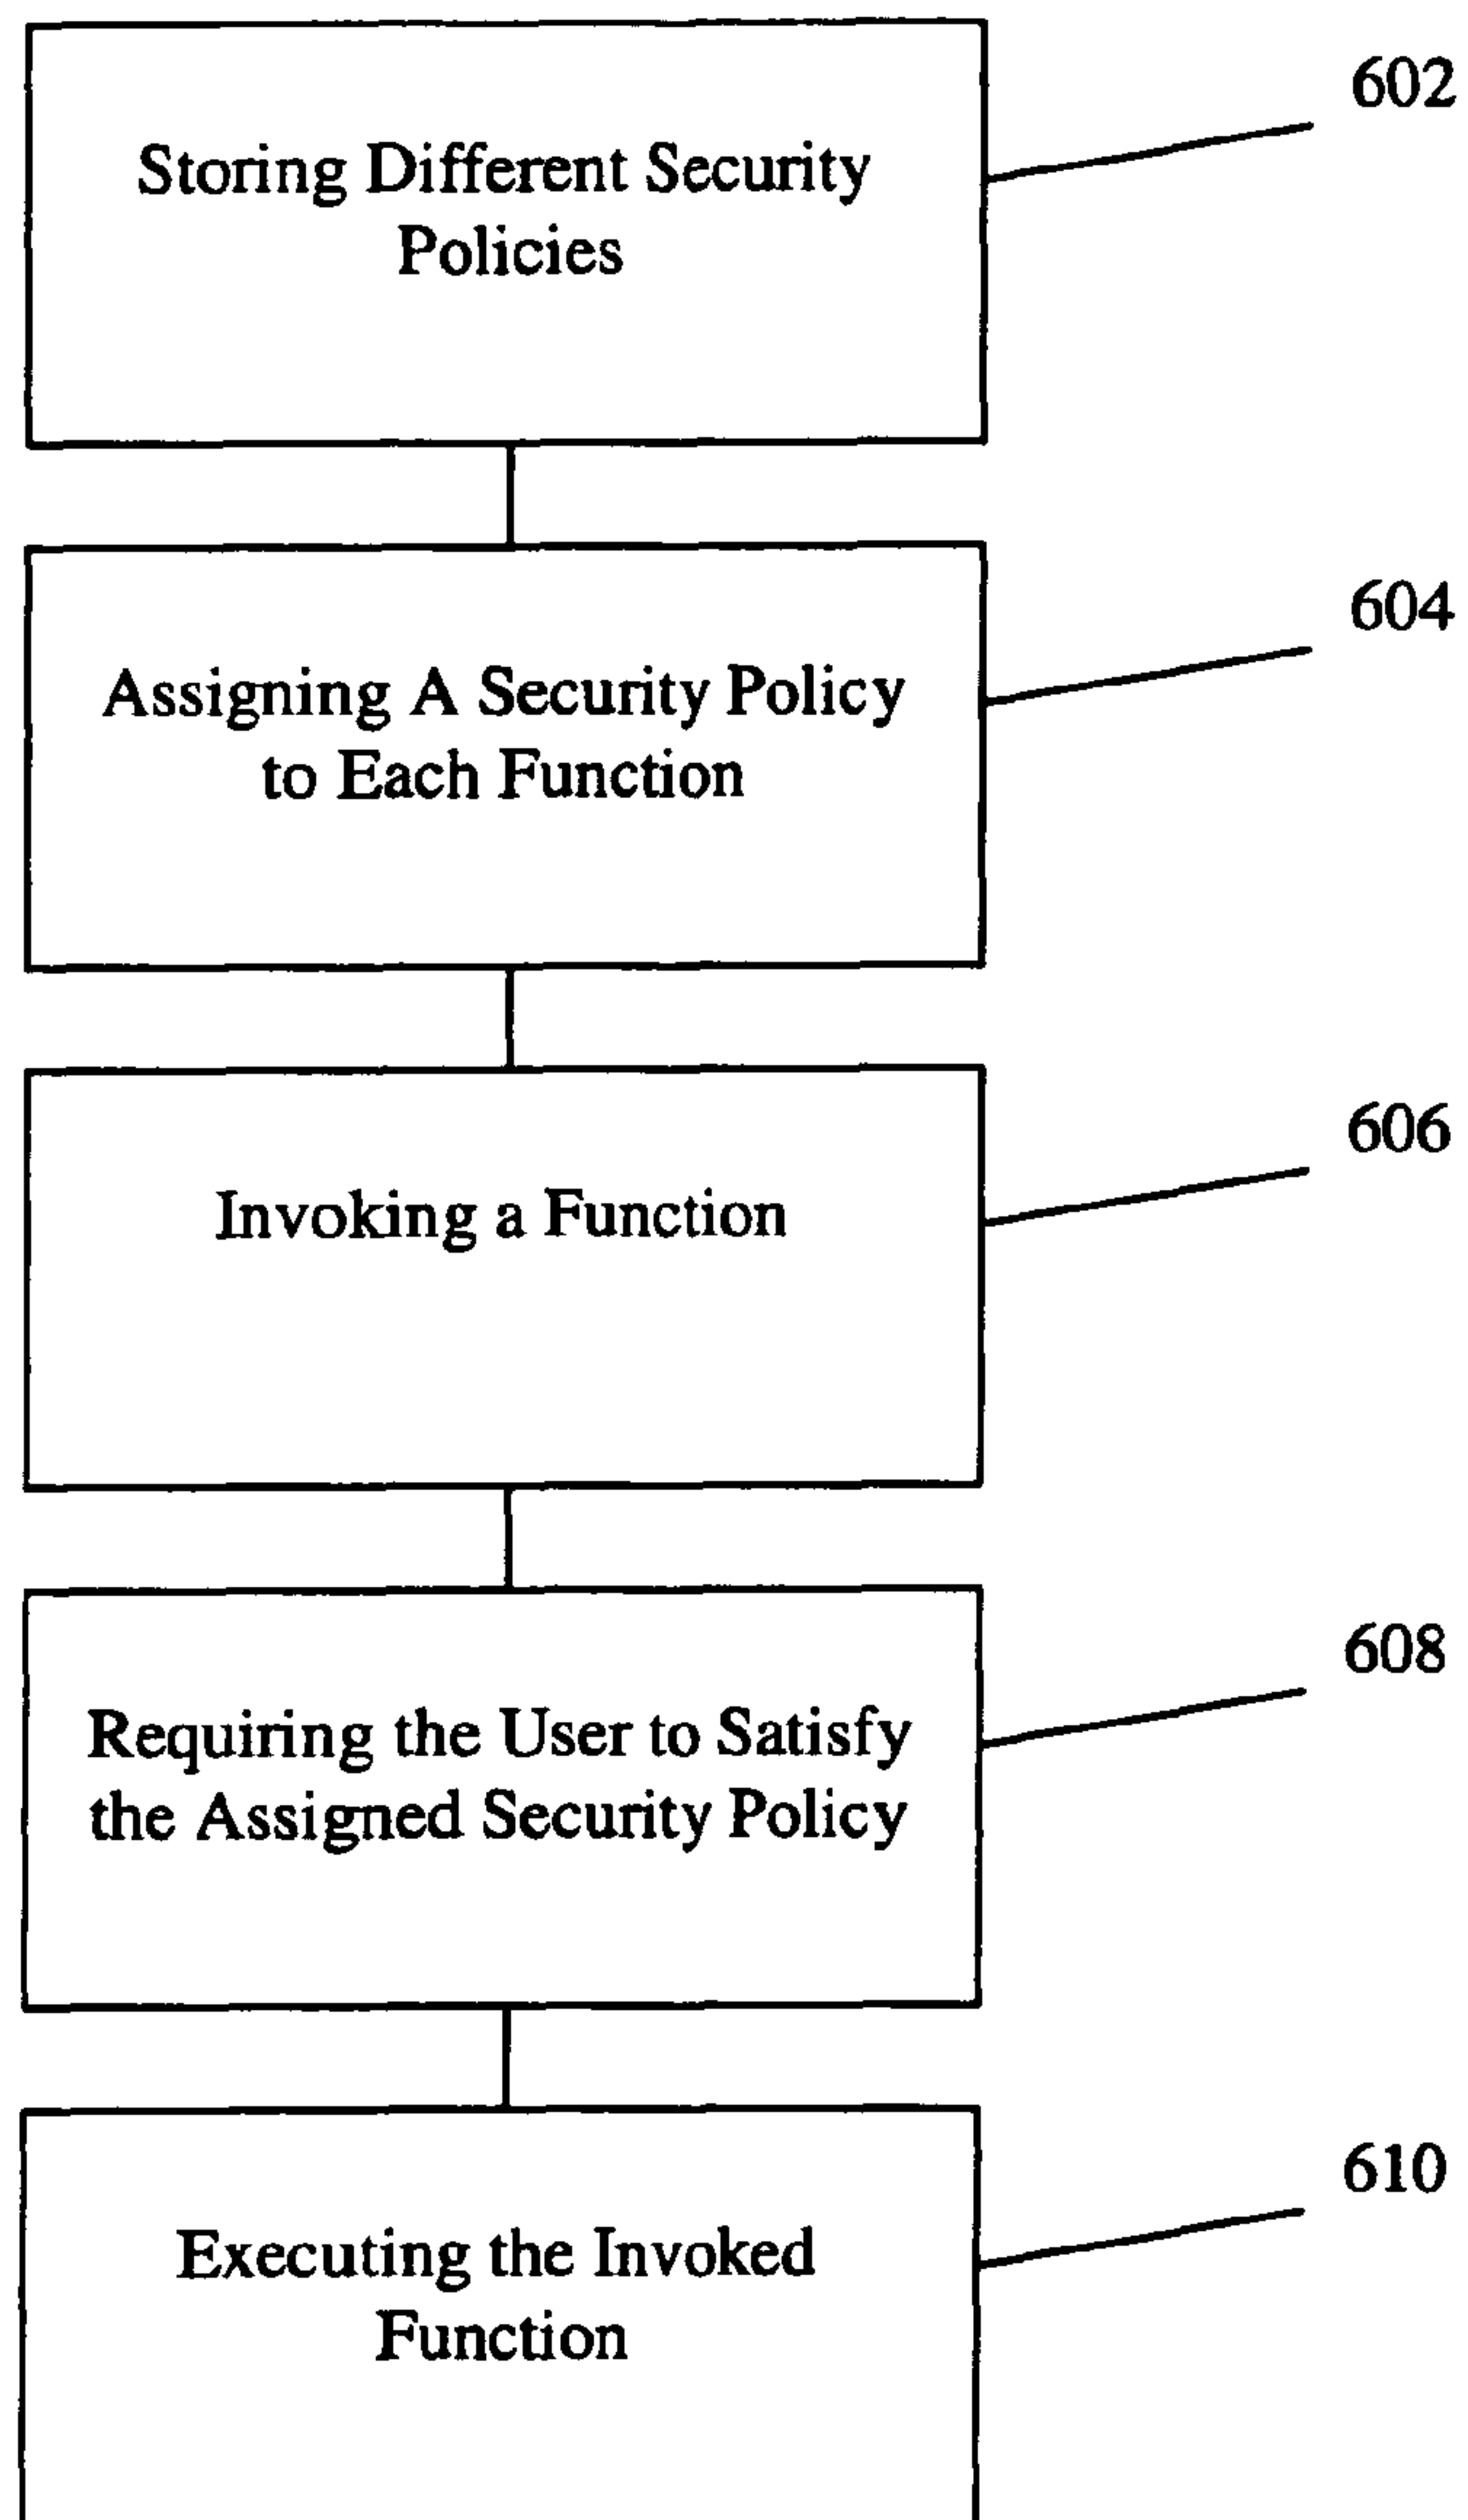 602
Storing Different Security
Policies
604
Assigning A Security Policy
to Each Function
606
Invoking a Function
608
Requiring the User to Satisfy
the Assigned Security Policy
610
Executing the Invoked
Function